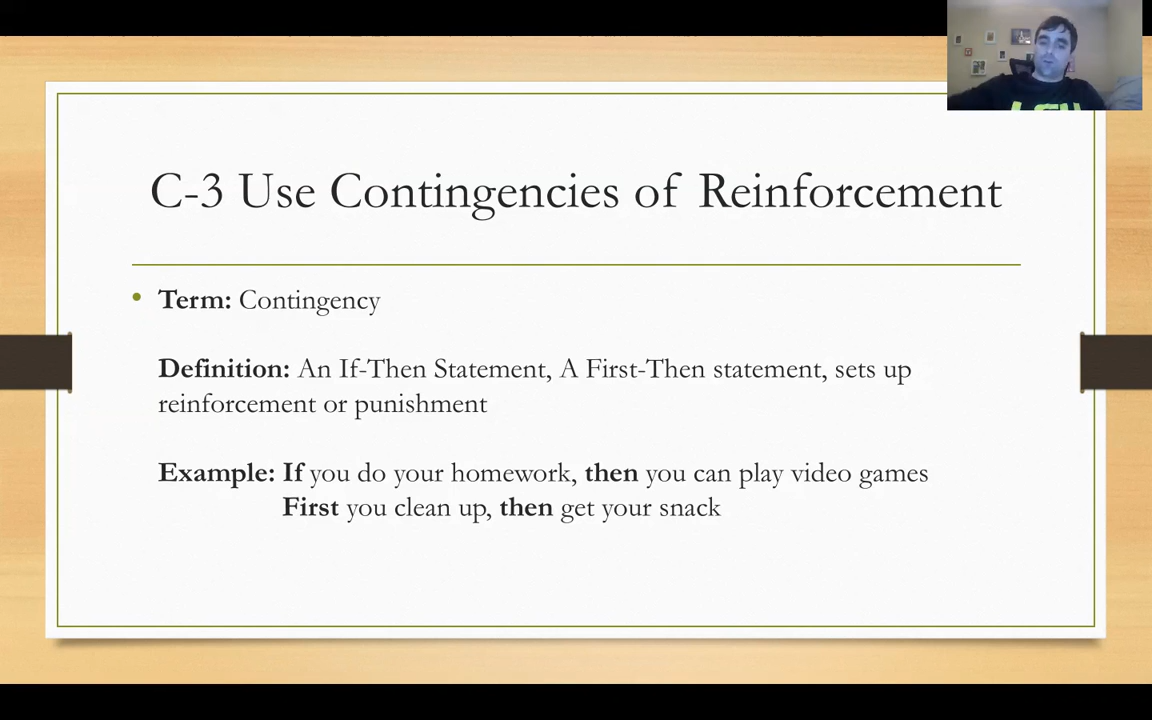 C-3 Use Contingencies of Reinforcement
• Term: Contingency
Definition: An If-Then Statement, A First-Then statement, sets up
reinforcement or punishment
Example: If you do your homework, then you can play video games
First you clean up, then get your snack